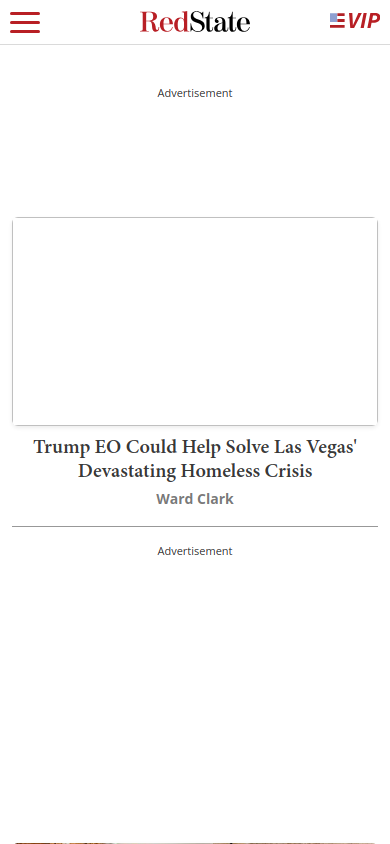 RedState
VIP
Advertisement
Trump EO Could Help Solve Las Vegas'
Devastating Homeless Crisis
Ward Clark
Advertisement